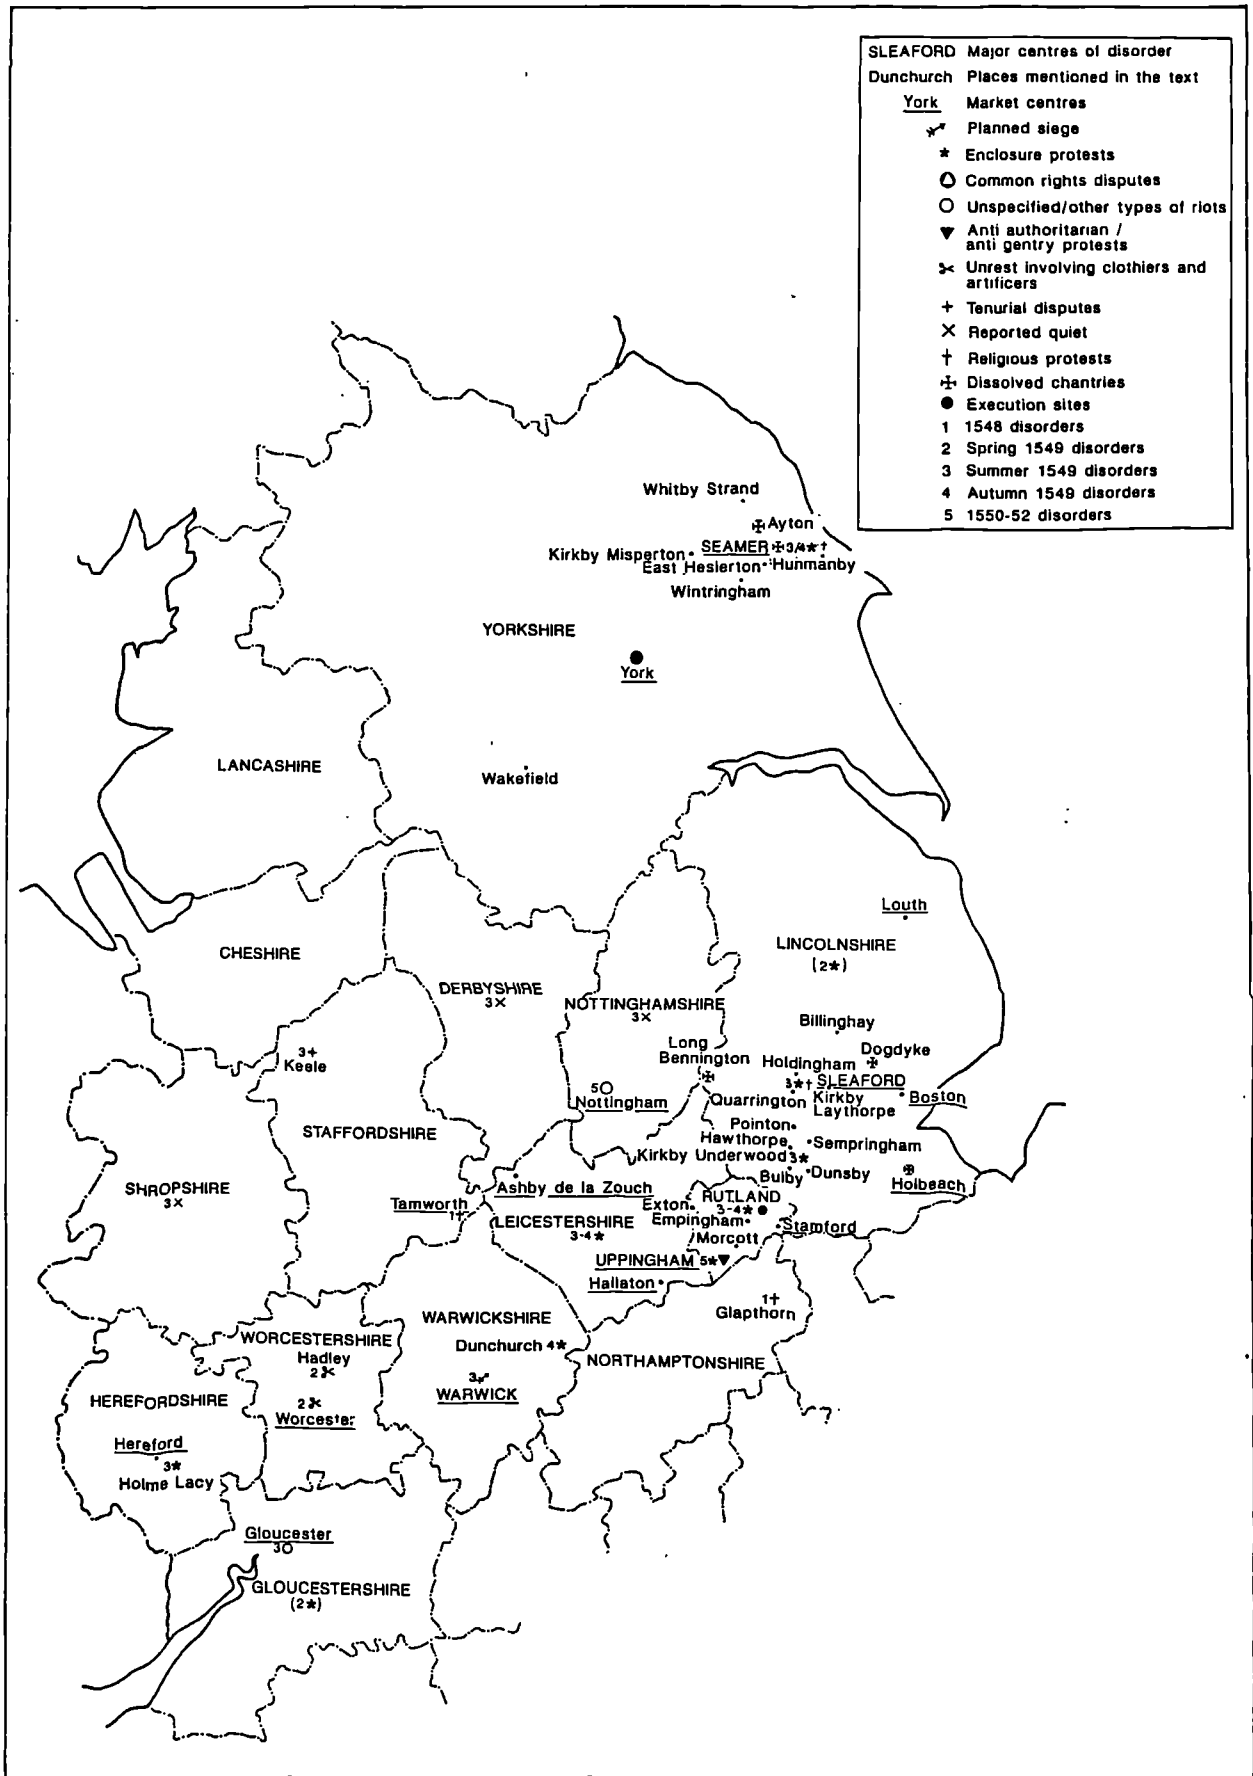 SLEAFORD Major centres of disorder
Dunchurch Places mentioned in the text
York Market centres
Planned siege
* Enclosure protests
Common rights disputes
Unspecified/other types of riots
▼ Anti authoritarian /
anti gentry protests
Unrest involving clothiers and
artificers
+ Tenurial disputes
× Reported quiet
† Religious protests
✠ Dissolved chantries
● Execution sites
1 1548 disorders
2 Spring 1549 disorders
3 Summer 1549 disorders
4 Autumn 1549 disorders
5 1550-52 disorders
Whitby Strand
✠ Ayton
SEAMER ✠3/4*†
Kirkby Misperton
East Heslerton
Hunmanby
Wintringham
YORKSHIRE
York
LANCASHIRE
Wakefield
Louth
LINCOLNSHIRE
(2*)
CHESHIRE
DERBYSHIRE
3×
NOTTINGHAMSHIRE
3×
Billinghay
Long
Bennington
Dogdyke
Holdingham
3+
Keele
3*† SLEAFORD
5O
Nottingham
Quarrington
Kirkby
Laythorpe
Boston
STAFFORDSHIRE
Pointon
Hawthorpe
Sempringham
Kirkby Underwood 3*
Bulby
Dunsby
Holbeach
SHROPSHIRE
3×
Ashby de la Zouch
Tamworth
1†
RUTLAND
3-4*
Exton
Empingham
Stamford
LEICESTERSHIRE
3-4*
Morcott
UPPINGHAM 5*▼
Hallaton
1†
Glapthorn
WARWICKSHIRE
WORCESTERSHIRE
Dunchurch 4*
Hadley
2
NORTHAMPTONSHIRE
3
WARWICK
HEREFORDSHIRE
2
Worcester
Hereford
3*
Holme Lacy
Gloucester
3O
GLOUCESTERSHIRE
(2*)